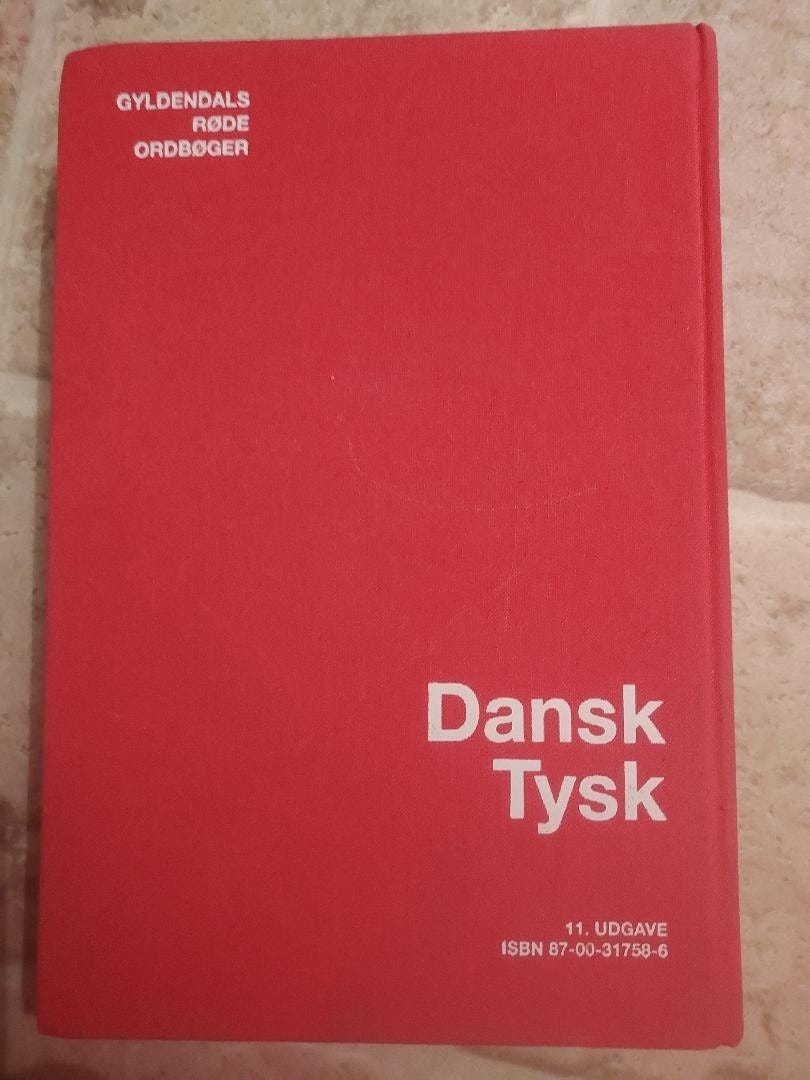 GYLDENDALS
RØDE
ORDBØGER
Dansk
Tysk
11. UDGAVE
ISBN 87-00-31758-6